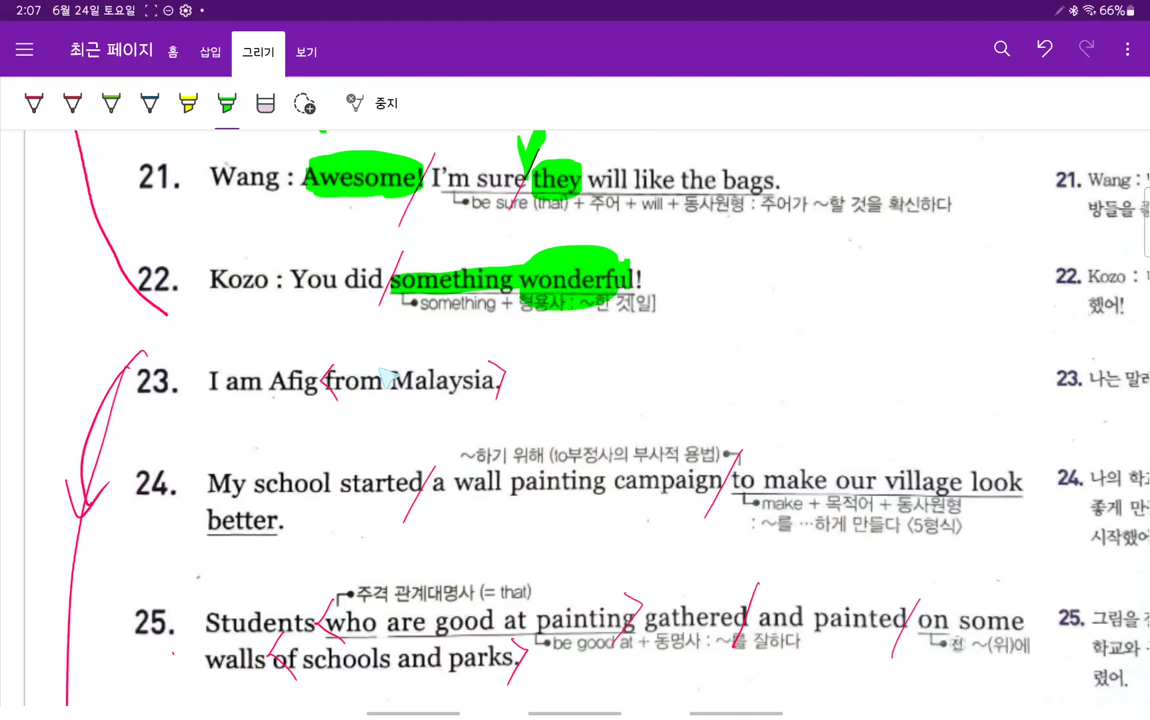 2:07 6월 24일 토요일 66%
최근 페이지 홈 삽입 그리기 보기
중지
21. Wang : Awesome! I'm sure they will like the bags.
be sure (that) + 주어 + will + 동사원형 : 주어가 ~할 것을 확신하다
21. Wang :
방들을
22. Kozo : You did something wonderful!
something + 형용사 : ~한 것[일]
22. Kozo :
했어!
23. I am Afig from Malaysia.
23. 나는 말레
~하기 위해 (to부정사의 부사적 용법)
24. My school started a wall painting campaign to make our village look
make + 목적어 + 동사원형
better.
: ~를 …하게 만들다 〈5형식〉
24. 나의 학교
좋게 만
시작했어
주격 관계대명사 (= that)
25. Students who are good at painting gathered and painted on some
be good at + 동명사 : ~를 잘하다
전 ~(위)에
walls of schools and parks.
25. 그림을
학교와
렸어.